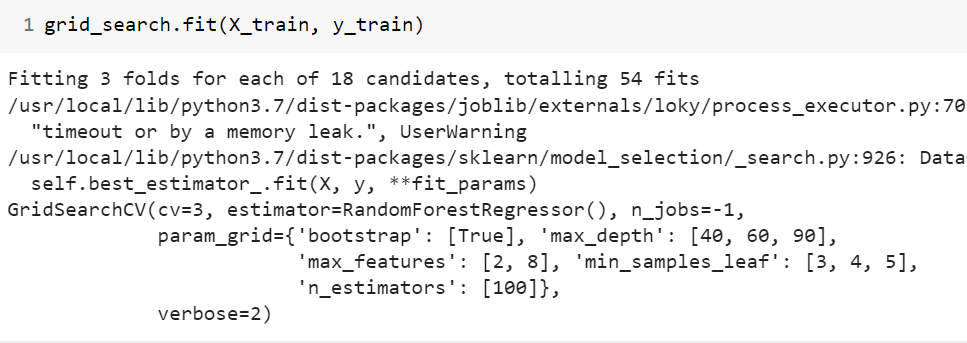 1 grid_search.fit(X_train, y_train)
Fitting 3 folds for each of 18 candidates, totalling 54 fits
/usr/local/lib/python3.7/dist-packages/joblib/externals/loky/process_executor.py:70
"timeout or by a memory leak.", UserWarning
/usr/local/lib/python3.7/dist-packages/sklearn/model_selection/_search.py:926: Data
self.best_estimator_.fit(X, y, **fit_params)
GridSearchCV(cv=3, estimator=RandomForestRegressor(), n_jobs=-1,
param_grid={'bootstrap': [True], 'max_depth': [40, 60, 90],
'max_features': [2, 8], 'min_samples_leaf': [3, 4, 5],
'n_estimators': [100]},
verbose=2)